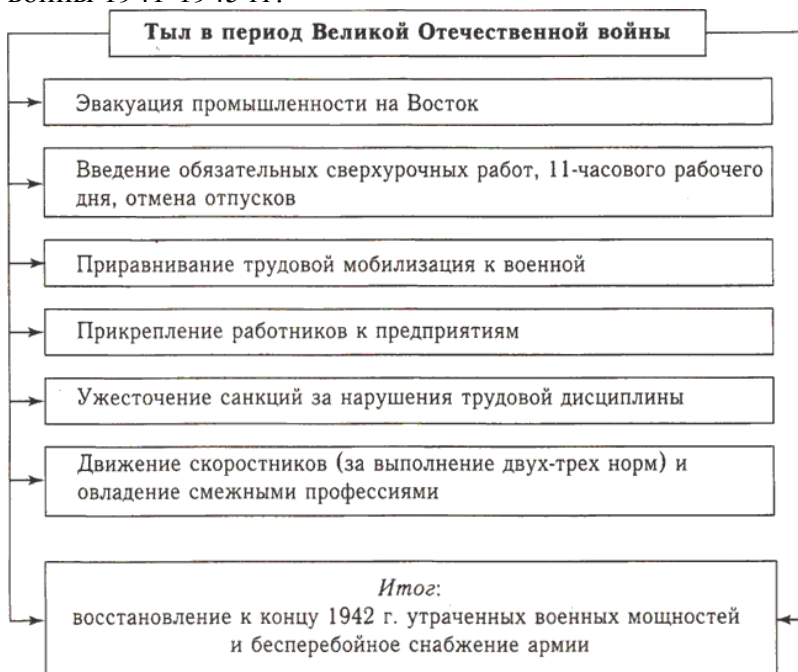 Тыл в период Великой Отечественной войны
Эвакуация промышленности на Восток
Введение обязательных сверхурочных работ, 11-часового рабочего
дня, отмена отпусков
Приравнивание трудовой мобилизация к военной
Прикрепление работников к предприятиям
Ужесточение санкций за нарушения трудовой дисциплины
Движение скоростников (за выполнение двух-трех норм) и
овладение смежными профессиями
Итог:
восстановление к концу 1942 г. утраченных военных мощностей
и бесперебойное снабжение армии